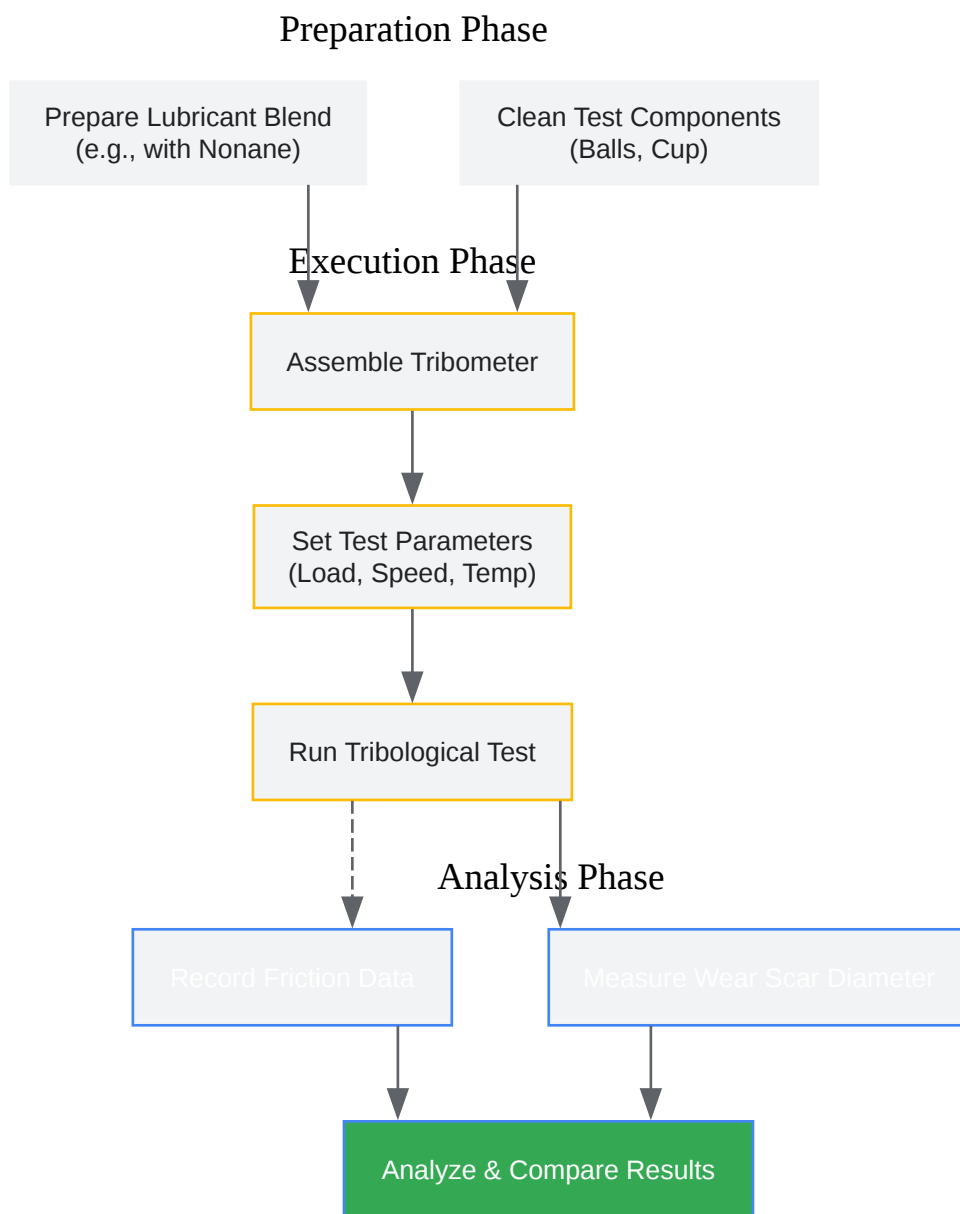 Preparation Phase
Prepare Lubricant Blend
(e.g., with Nonane)
Clean Test Components
(Balls, Cup)
Execution Phase
Assemble Tribometer
Set Test Parameters
(Load, Speed, Temp)
Run Tribological Test
Analysis Phase
Record Friction Data
Measure Wear Scar Diameter
Analyze & Compare Results